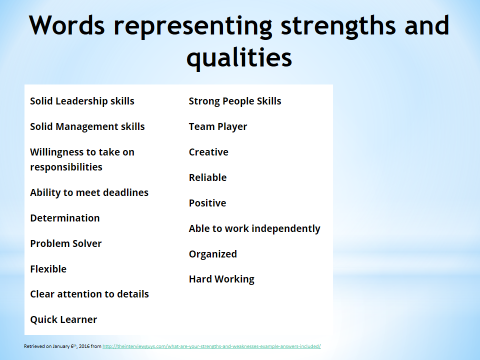 Words representing strengths and
qualities
Solid Leadership skills
Solid Management skills
Willingness to take on
responsibilities
Ability to meet deadlines
Determination
Problem Solver
Flexible
Clear attention to details
Quick Learner
Strong People Skills
Team Player
Creative
Reliable
Positive
Able to work independently
Organized
Hard Working
Retrieved on January 6th, 2016 from http://theinterviewguys.com/what-are-your-strengths-and-weaknesses-example-answers-included/